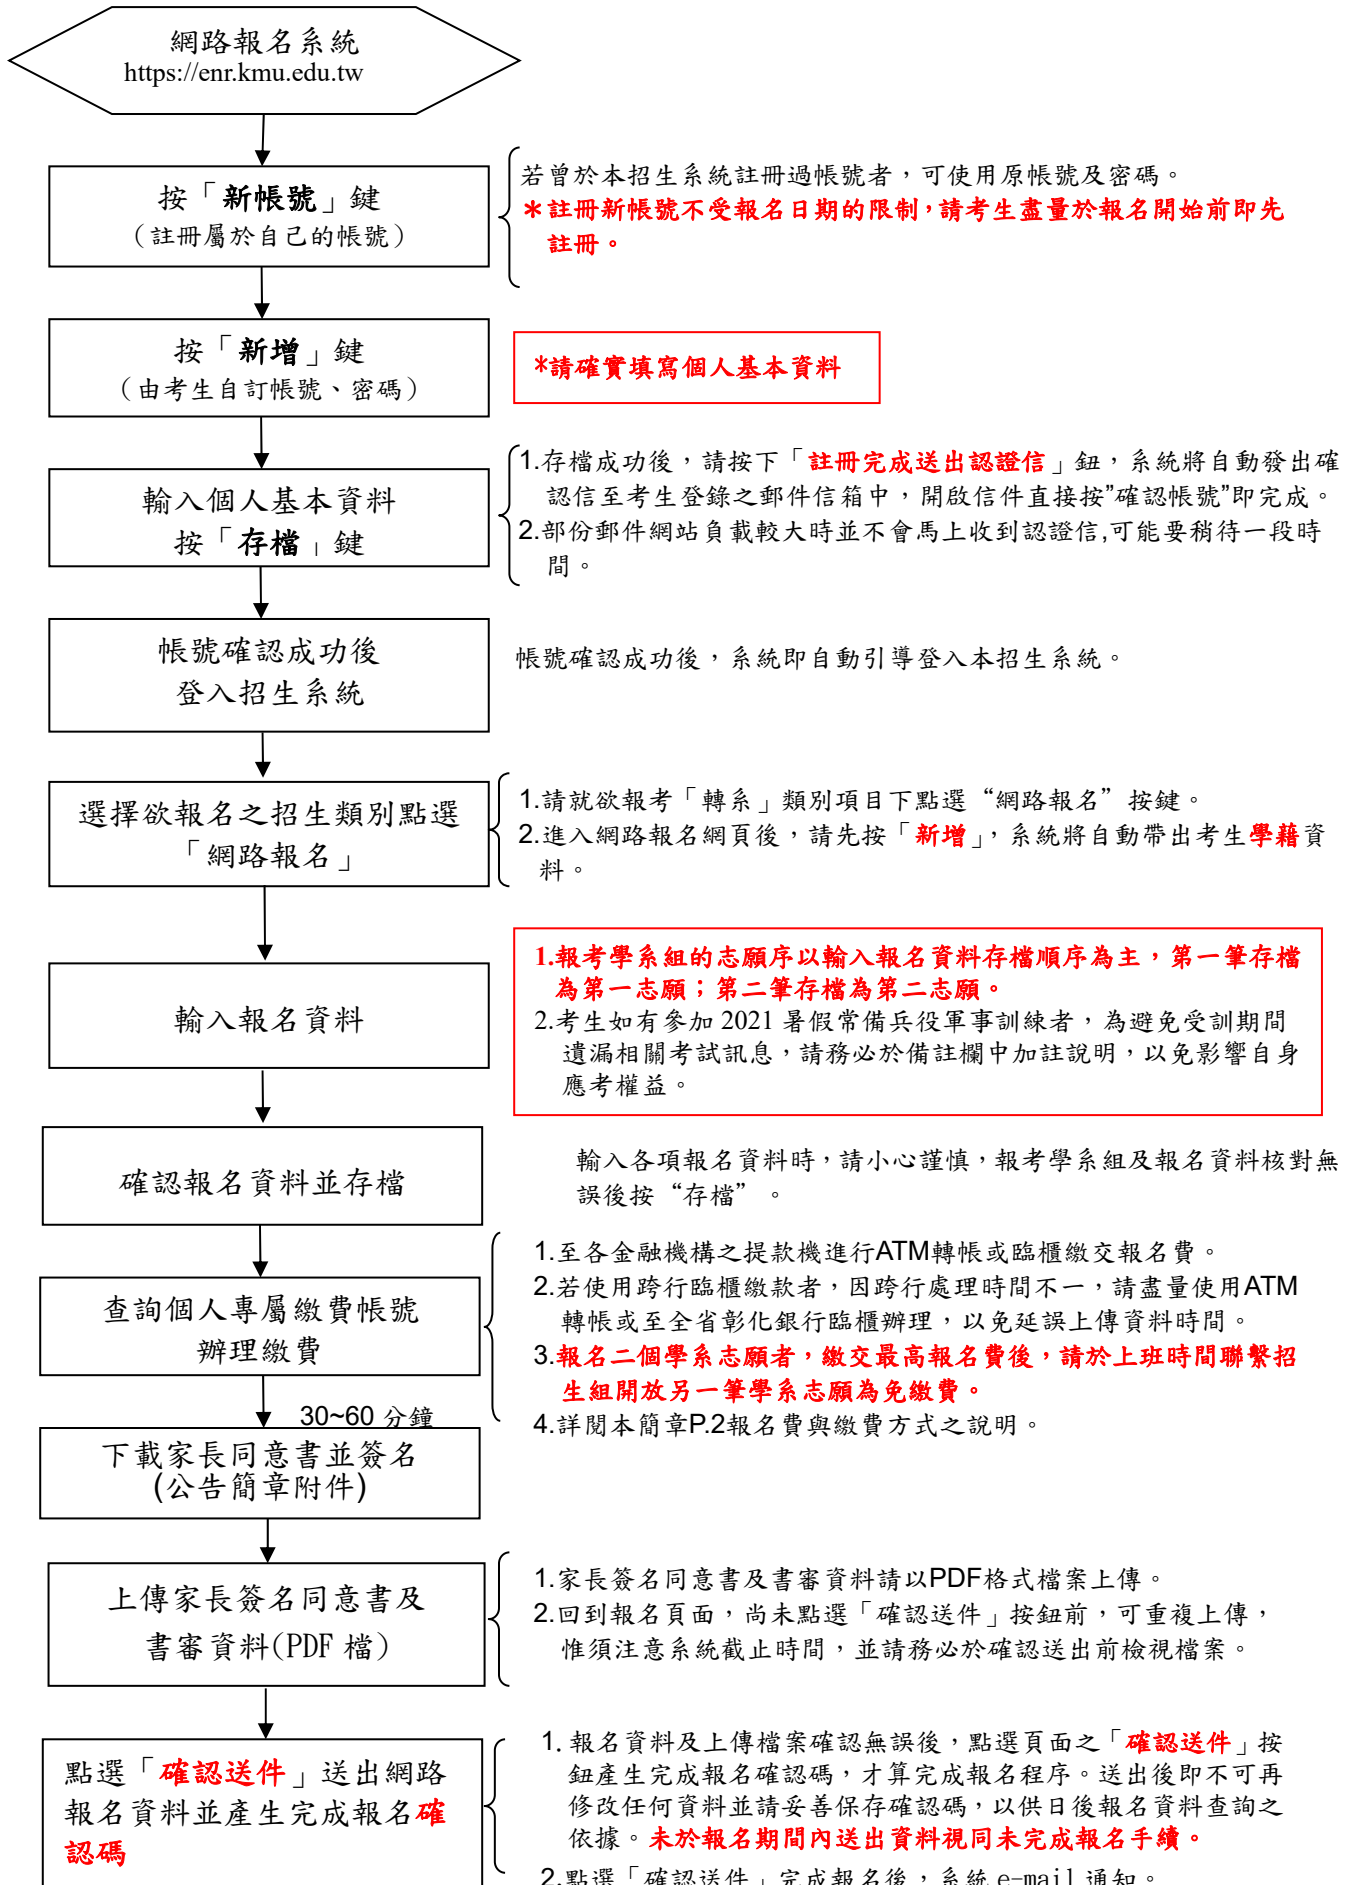 網路報名系統
https://enr.kmu.edu.tw
按「新帳號」鍵
（註冊屬於自己的帳號）
若曾於本招生系統註冊過帳號者，可使用原帳號及密碼。
＊註冊新帳號不受報名日期的限制，請考生盡量於報名開始前即先
註冊。
按「新增」鍵
（由考生自訂帳號、密碼）
*請確實填寫個人基本資料
輸入個人基本資料
按「存檔」鍵
1.存檔成功後，請按下「註冊完成送出認證信」鈕，系統將自動發出確
認信至考生登錄之郵件信箱中，開啟信件直接按”確認帳號”即完成。
2.部份郵件網站負載較大時並不會馬上收到認證信,可能要稍待一段時
間。
帳號確認成功後
登入招生系統
帳號確認成功後，系統即自動引導登入本招生系統。
選擇欲報名之招生類別點選
「網路報名」
1.請就欲報考「轉系」類別項目下點選“網路報名”按鍵。
2.進入網路報名網頁後，請先按「新增」，系統將自動帶出考生學藉資
料。
輸入報名資料
1.報考學系組的志願序以輸入報名資料存檔順序為主，第一筆存檔
為第一志願；第二筆存檔為第二志願。
2.考生如有參加 2021 暑假常備兵役軍事訓練者，為避免受訓期間
遺漏相關考試訊息，請務必於備註欄中加註說明，以免影響自身
應考權益。
確認報名資料並存檔
輸入各項報名資料時，請小心謹慎，報考學系組及報名資料核對無
誤後按“存檔”。
查詢個人專屬繳費帳號
辦理繳費
1.至各金融機構之提款機進行ATM轉帳或臨櫃繳交報名費。
2.若使用跨行臨櫃繳款者，因跨行處理時間不一，請盡量使用ATM
轉帳或至全省彰化銀行臨櫃辦理，以免延誤上傳資料時間。
3.報名二個學系志願者，繳交最高報名費後，請於上班時間聯繫招
生組開放另一筆學系志願為免繳費。
4.詳閱本簡章P.2報名費與繳費方式之說明。
30~60 分鐘
下載家長同意書並簽名
(公告簡章附件)
上傳家長簽名同意書及
書審資料(PDF 檔)
1.家長簽名同意書及書審資料請以PDF格式檔案上傳。
2.回到報名頁面，尚未點選「確認送件」按鈕前，可重複上傳，
惟須注意系統截止時間，並請務必於確認送出前檢視檔案。
點選「確認送件」送出網路
報名資料並產生完成報名確
認碼
1. 報名資料及上傳檔案確認無誤後，點選頁面之「確認送件」按
鈕產生完成報名確認碼，才算完成報名程序。送出後即不可再
修改任何資料並請妥善保存確認碼，以供日後報名資料查詢之
依據。未於報名期間內送出資料視同未完成報名手續。
2.點選「確認送件」完成報名後，系統 e-mail 通知。